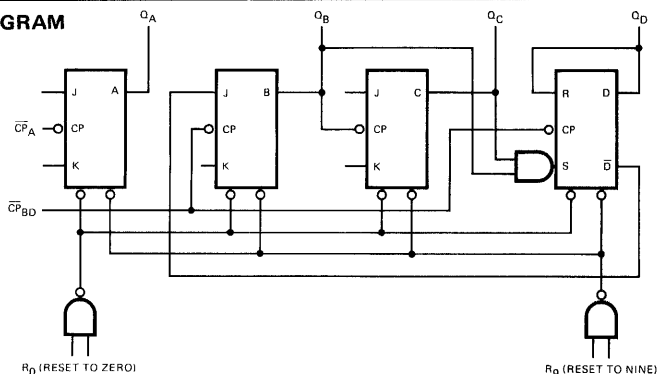 GRAM
QA QB QC QD
J A J B J C R D
CPA CP CP CP CP
K K K S D
CPBD
R0 (RESET TO ZERO) R9 (RESET TO NINE)